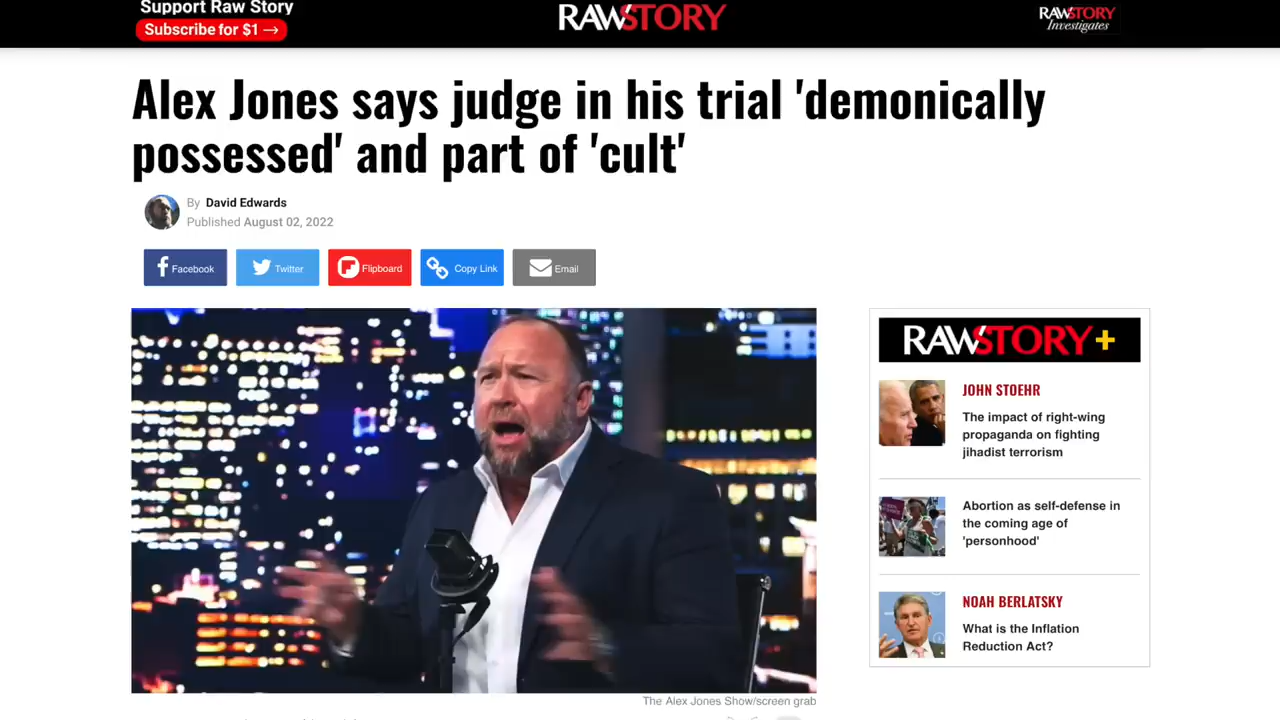 Support Raw Story
Subscribe for $1 →
RAWSTORY
RAWSTORY
Investigates
Alex Jones says judge in his trial 'demonically
possessed' and part of 'cult'
By David Edwards
Published August 02, 2022
Facebook
Twitter
Flipboard
Copy Link
Email
The Alex Jones Show/screen grab
RAWSTORY+
JOHN STOEHR
The impact of right-wing
propaganda on fighting
jihadist terrorism
Abortion as self-defense in
the coming age of
'personhood'
NOAH BERLATSKY
What is the Inflation
Reduction Act?